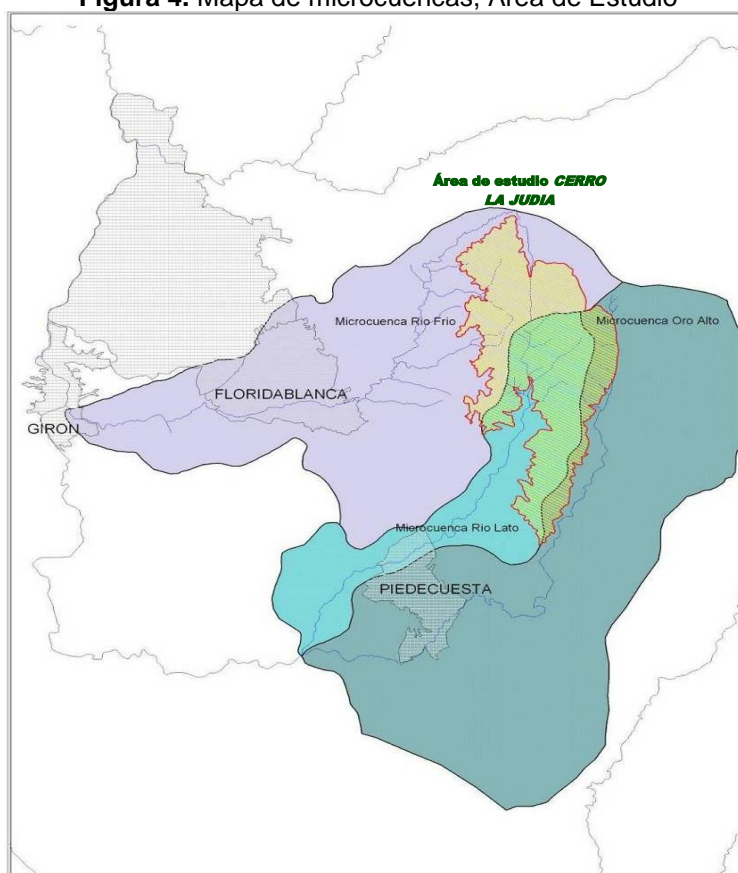 Figura 4. Mapa de microcuencas, Área de Estudio
Área de estudio CERRO
LA JUDIA
Microcuenca Rio Frio
Microcuenca Oro Alto
FLORIDABLANCA
GIRON
Microcuenca Rio Lato
PIEDECUESTA